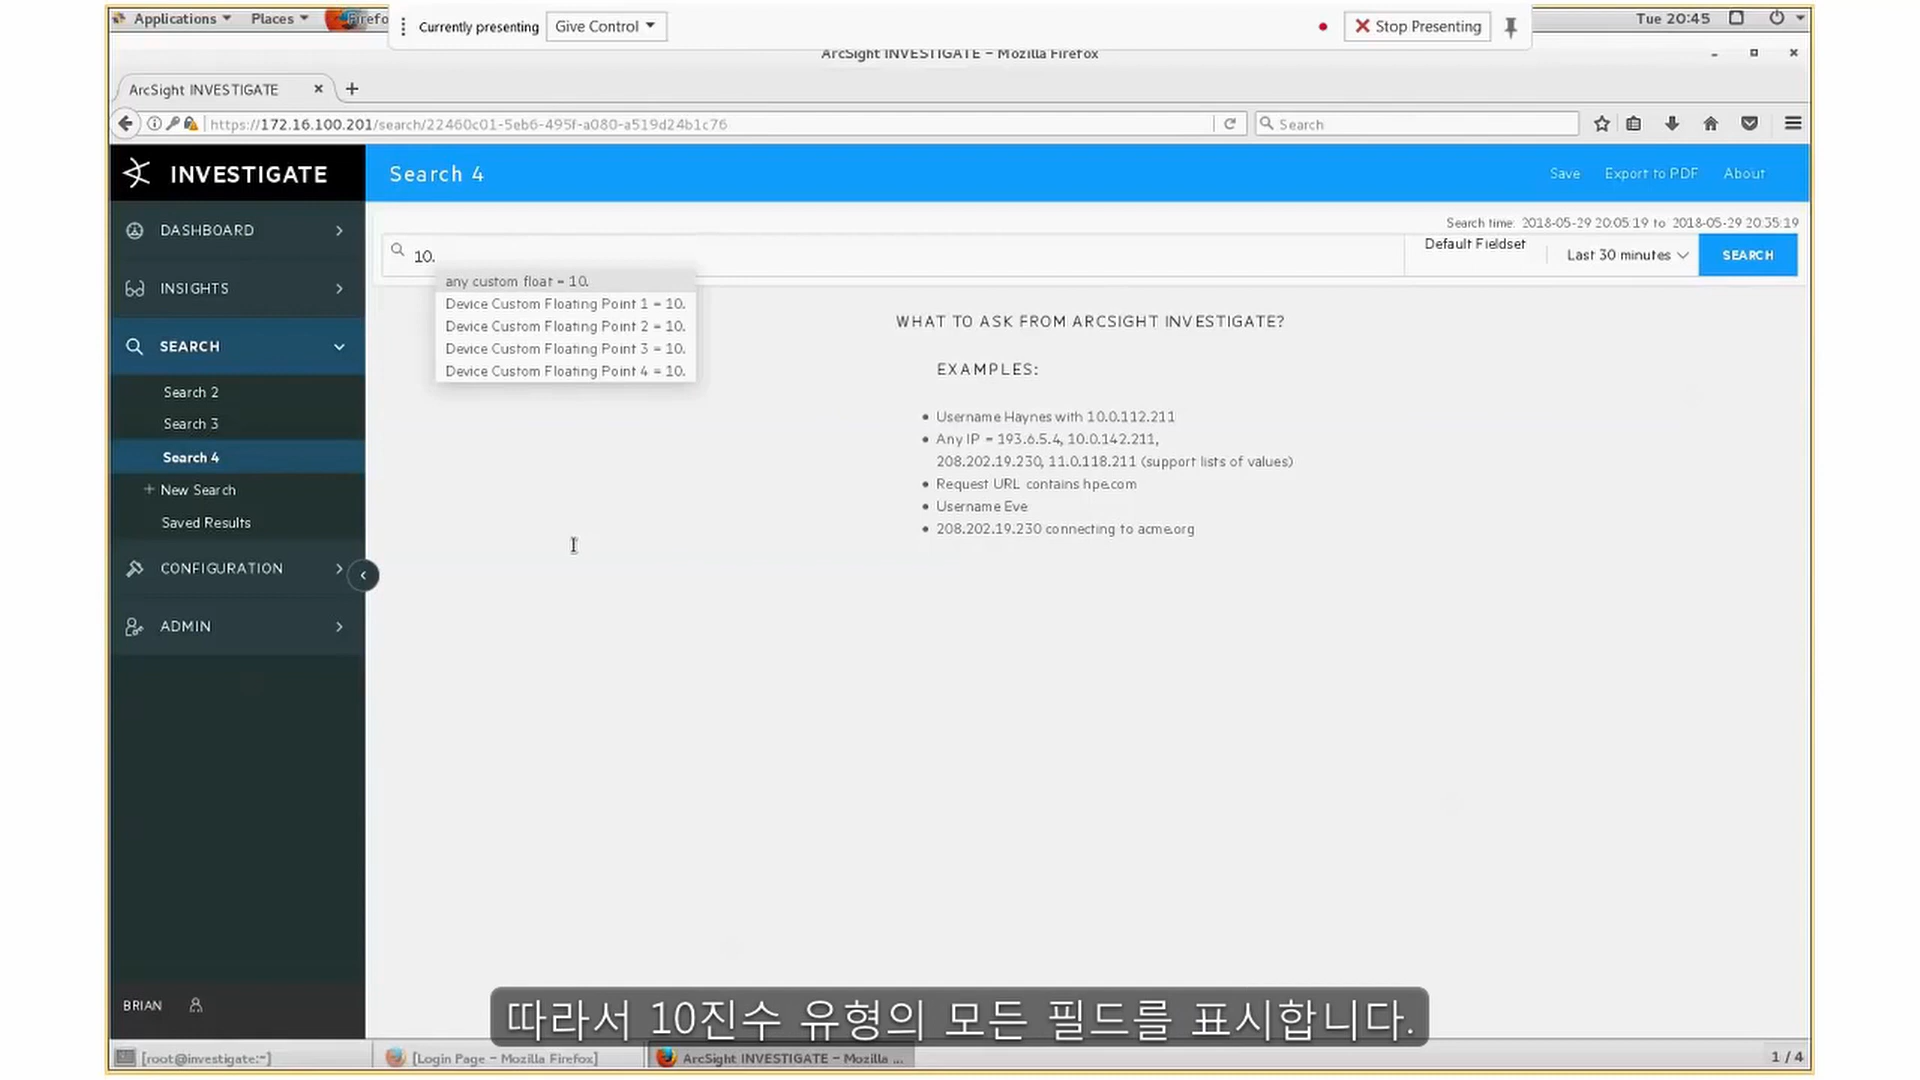 Applications
Places
Firefo
Currently presenting
Give Control
Stop Presenting
Tue 20:45
ArcSight INVESTIGATE - Mozilla Firefox
ArcSight INVESTIGATE
https://172.16.100.201/search/22460c01-5eb6-495f-a080-a519d24b1c76
Search
INVESTIGATE
Search 4
Save
Export to PDF
About
DASHBOARD
INSIGHTS
SEARCH
Search 2
Search 3
Search 4
+ New Search
Saved Results
CONFIGURATION
ADMIN
BRIAN
Search time: 2018-05-29 20:05:19 to 2018-05-29 20:35:19
10.
Default Fieldset
Last 30 minutes
SEARCH
any custom float = 10.
Device Custom Floating Point 1 = 10.
Device Custom Floating Point 2 = 10.
Device Custom Floating Point 3 = 10.
Device Custom Floating Point 4 = 10.
WHAT TO ASK FROM ARCSIGHT INVESTIGATE?
EXAMPLES:
• Username Haynes with 10.0.112.211
• Any IP = 193.6.5.4, 10.0.142.211,
208.202.19.230, 11.0.118.211 (support lists of values)
• Request URL contains hpe.com
• Username Eve
• 208.202.19.230 connecting to acme.org
따라서 10진수 유형의 모든 필드를 표시합니다.
[root@investigate:~]
[Login Page - Mozilla Firefox]
ArcSight INVESTIGATE - Mozilla ...
1 / 4